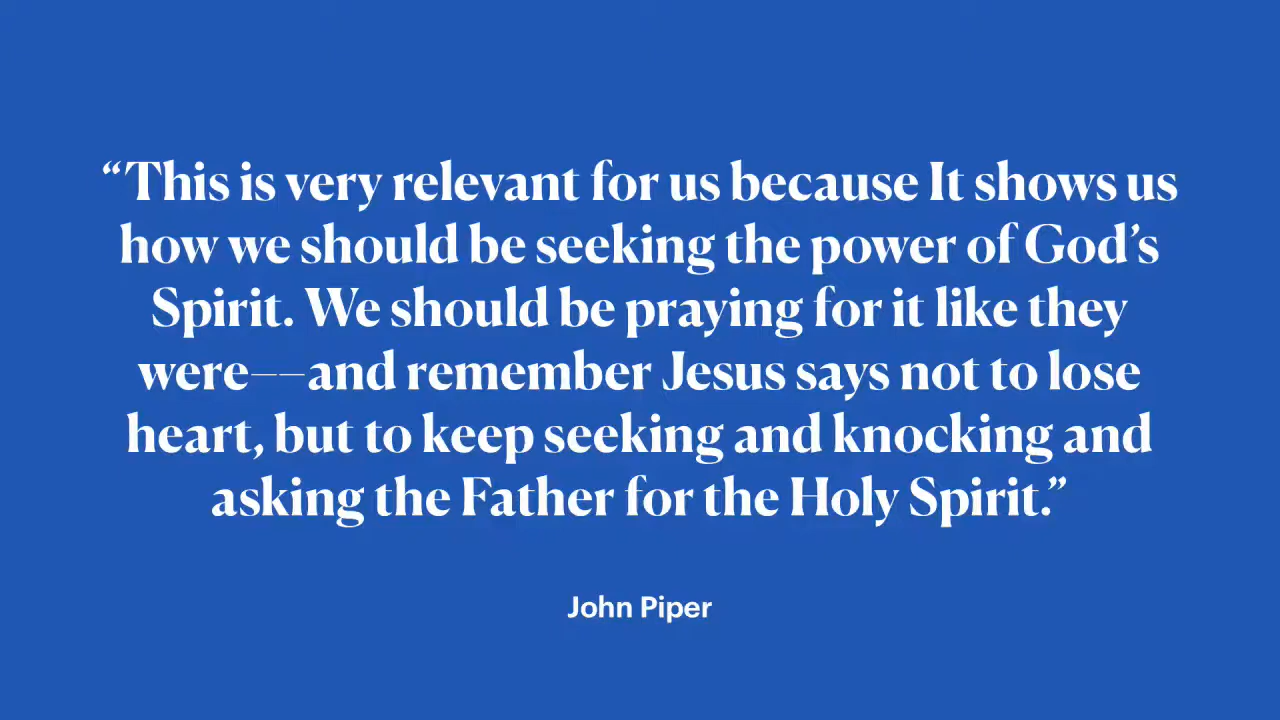 “This is very relevant for us because It shows us
how we should be seeking the power of God’s
Spirit. We should be praying for it like they
were––and remember Jesus says not to lose
heart, but to keep seeking and knocking and
asking the Father for the Holy Spirit.”
John Piper